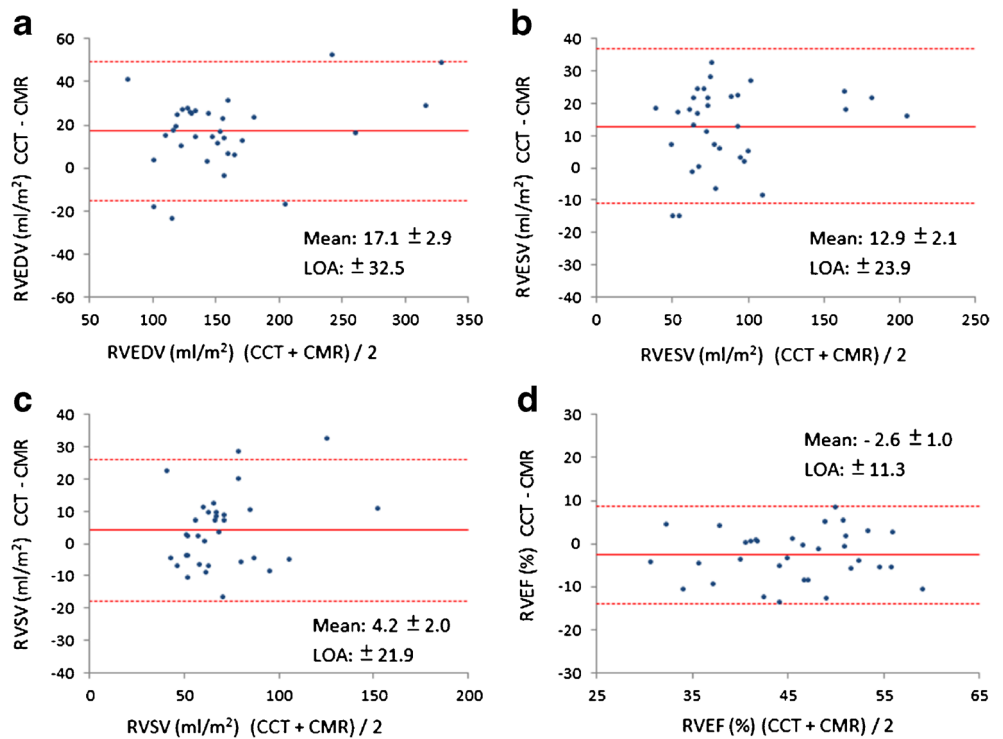 a
60
40
20
0
-20
-40
-60
50 100 150 200 250 300 350
RVEDV (ml/m²) CCT - CMR
RVEDV (ml/m²) (CCT + CMR) / 2
Mean: 17.1 ± 2.9
LOA: ± 32.5
b
40
30
20
10
0
-10
-20
-30
-40
0 50 100 150 200 250
RVESV (ml/m²) CCT - CMR
RVESV (ml/m²) (CCT + CMR) / 2
Mean: 12.9 ± 2.1
LOA: ± 23.9
c
40
30
20
10
0
-10
-20
-30
-40
0 50 100 150 200
RVSV (ml/m²) CCT - CMR
RVSV (ml/m²) (CCT + CMR) / 2
Mean: 4.2 ± 2.0
LOA: ± 21.9
d
30
20
10
0
-10
-20
-30
25 35 45 55 65
RVEF (%) CCT - CMR
RVEF (%) (CCT + CMR) / 2
Mean: - 2.6 ± 1.0
LOA: ± 11.3